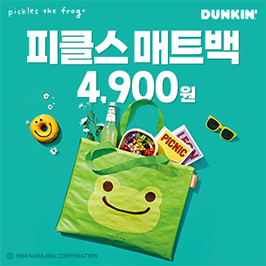 pickles the frog®
DUNKIN'
피클스 매트백
4,900원
PICNIC
© 1994 NAKAJIMA CORPORATION